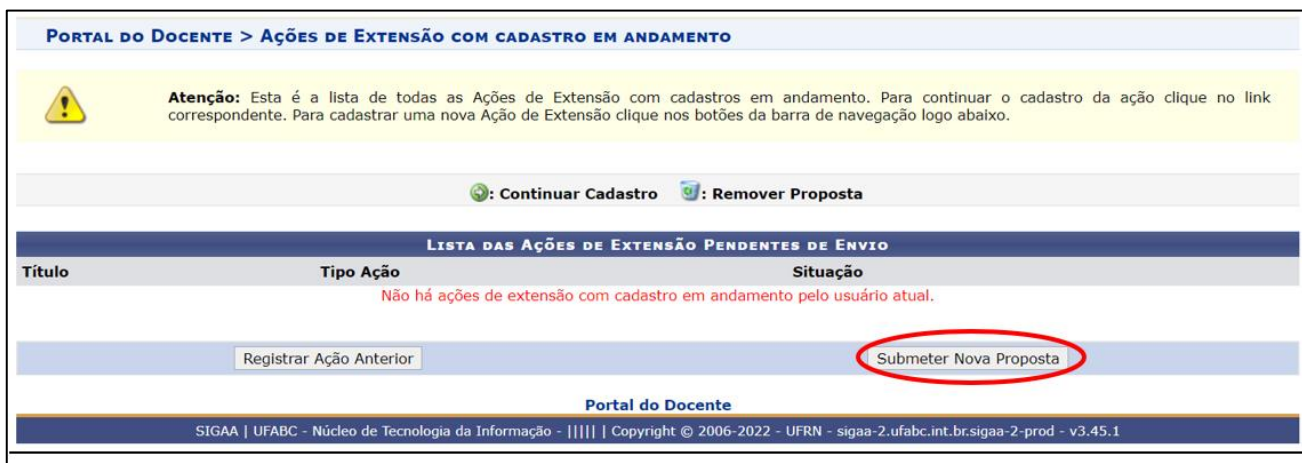 PORTAL DO DOCENTE > AÇÕES DE EXTENSÃO COM CADASTRO EM ANDAMENTO
Atenção: Esta é a lista de todas as Ações de Extensão com cadastros em andamento. Para continuar o cadastro da ação clique no link
correspondente. Para cadastrar uma nova Ação de Extensão clique nos botões da barra de navegação logo abaixo.
: Continuar Cadastro : Remover Proposta
LISTA DAS AÇÕES DE EXTENSÃO PENDENTES DE ENVIO
Título Tipo Ação Situação
Não há ações de extensão com cadastro em andamento pelo usuário atual.
Registrar Ação Anterior Submeter Nova Proposta
Portal do Docente
SIGAA | UFABC - Núcleo de Tecnologia da Informação - ||||| | Copyright © 2006-2022 - UFRN - sigaa-2.ufabc.int.br.sigaa-2-prod - v3.45.1